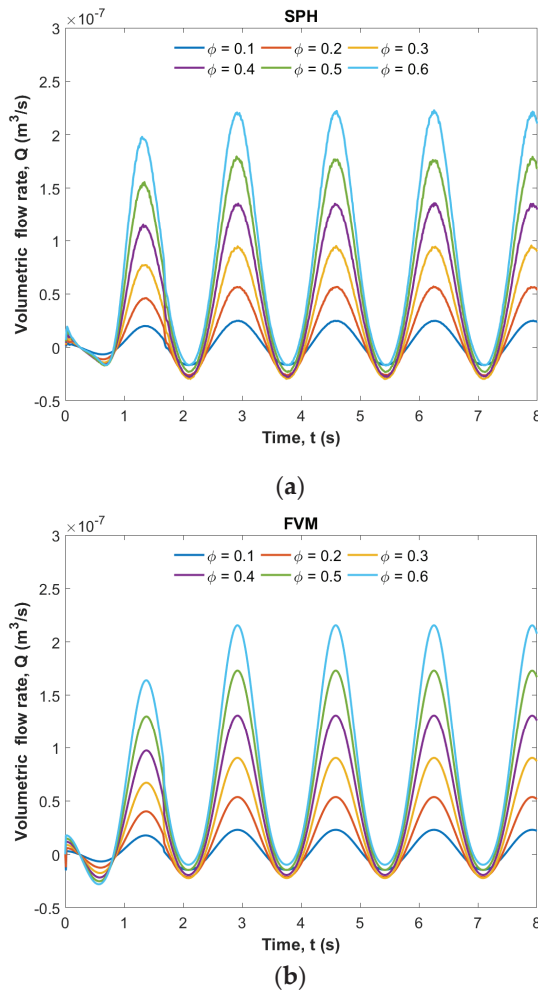 SPH
×10⁻⁷
ϕ = 0.1 ϕ = 0.2 ϕ = 0.3
ϕ = 0.4 ϕ = 0.5 ϕ = 0.6
3
2.5
2
1.5
1
0.5
0
-0.5
Volumetric flow rate, Q (m³/s)
0 1 2 3 4 5 6 7 8
Time, t (s)
(a)
FVM
×10⁻⁷
ϕ = 0.1 ϕ = 0.2 ϕ = 0.3
ϕ = 0.4 ϕ = 0.5 ϕ = 0.6
3
2.5
2
1.5
1
0.5
0
-0.5
Volumetric flow rate, Q (m³/s)
0 1 2 3 4 5 6 7 8
Time, t (s)
(b)